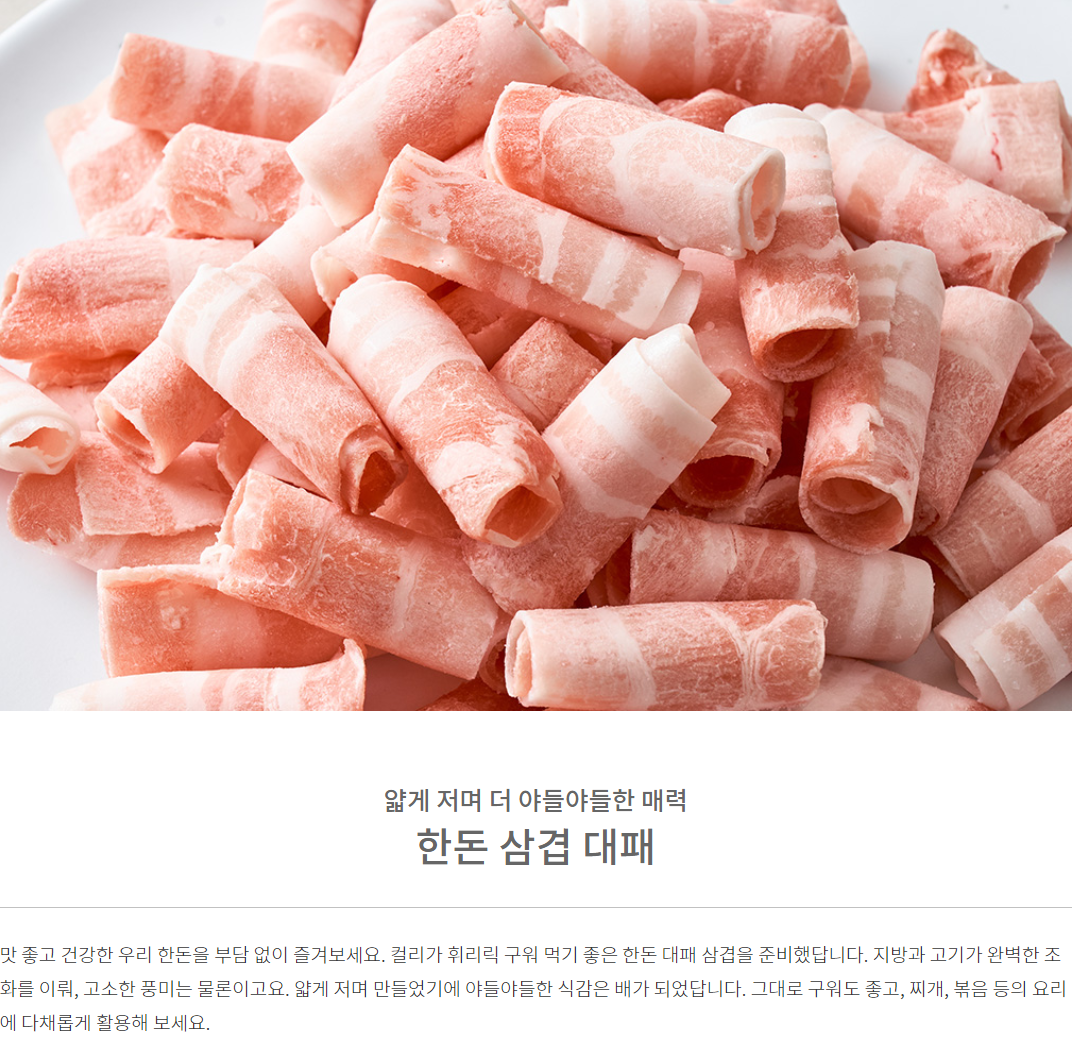 얇게 저며 더 야들야들한 매력
한돈 삼겹 대패
맛 좋고 건강한 우리 한돈을 부담 없이 즐겨보세요. 컬리가 휘리릭 구워 먹기 좋은 한돈 대패 삼겹을 준비했답니다. 지방과 고기가 완벽한 조
화를 이뤄, 고소한 풍미는 물론이고요. 얇게 저며 만들었기에 야들야들한 식감은 배가 되었답니다. 그대로 구워도 좋고, 찌개, 볶음 등의 요리
에 다채롭게 활용해 보세요.